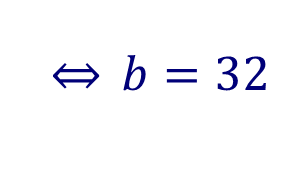 ⇔ b = 32